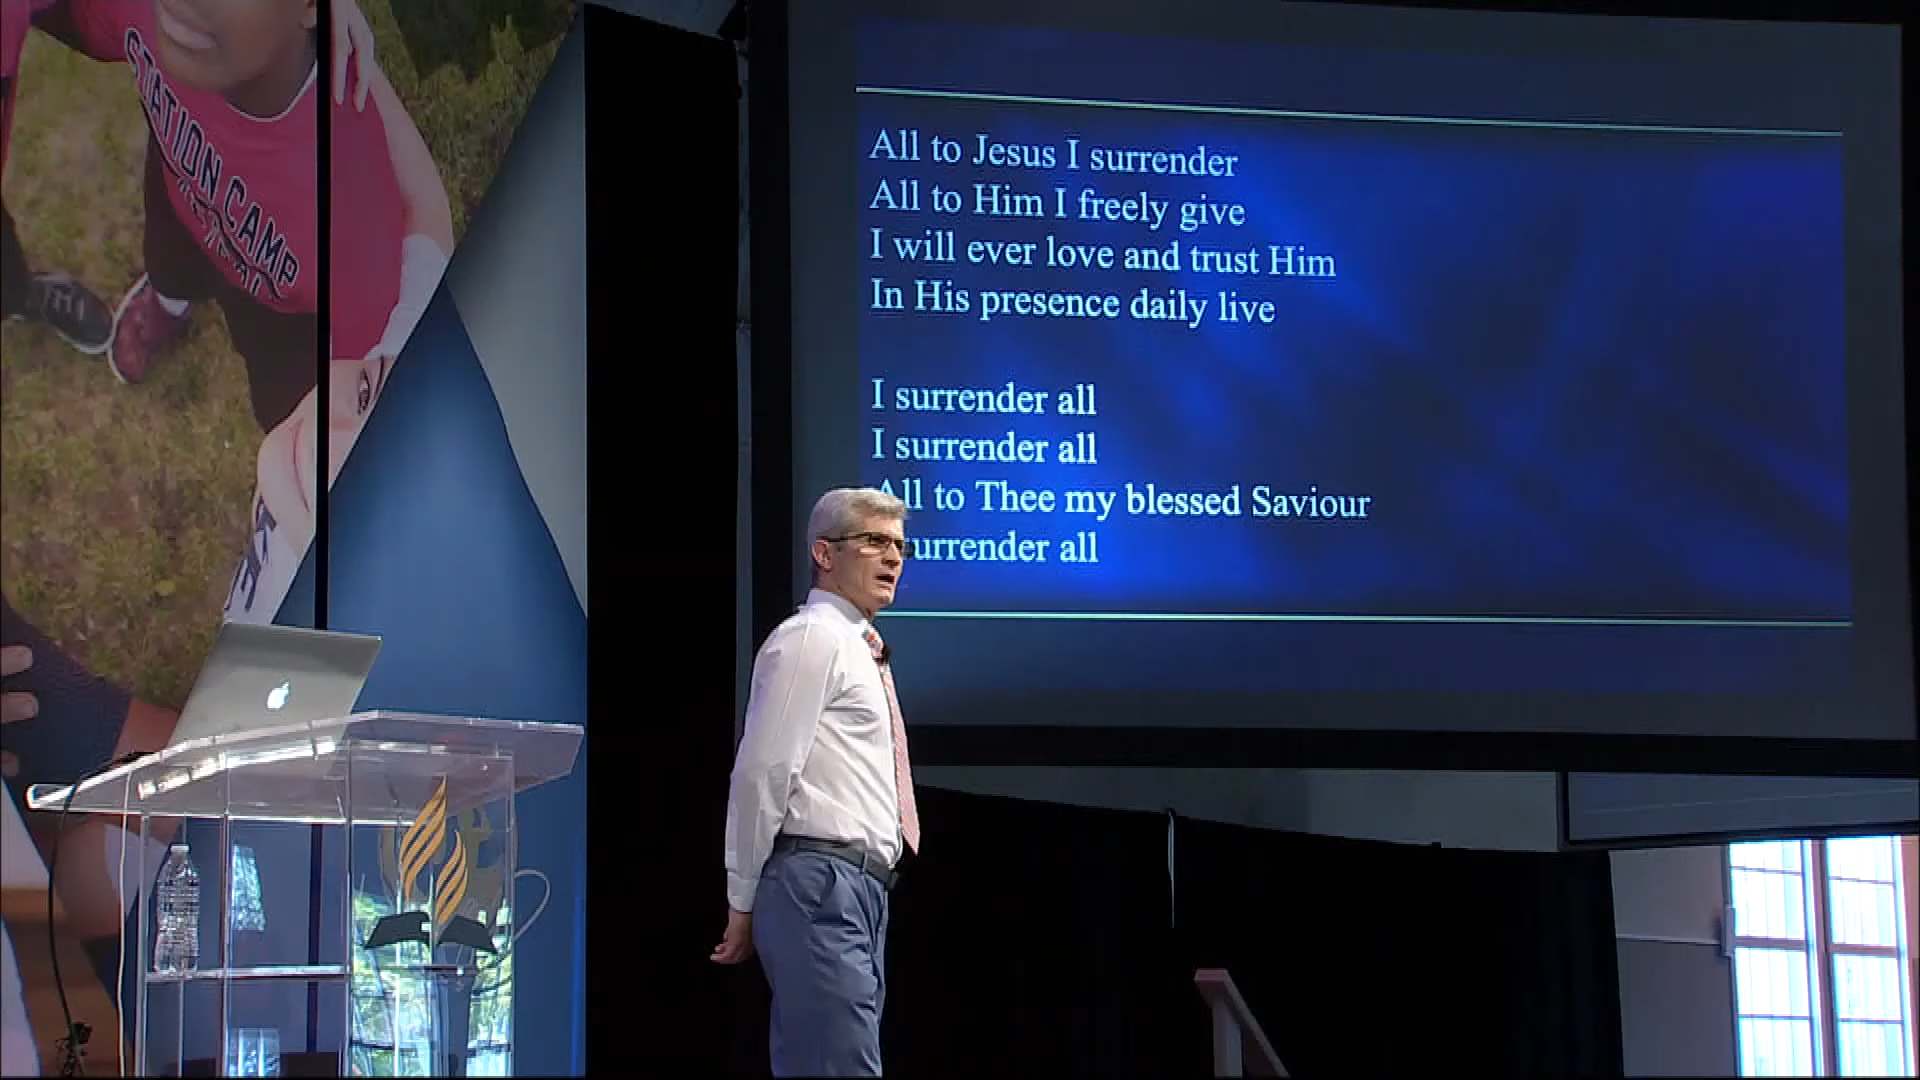 STATION CAMP
All to Jesus I surrender
All to Him I freely give
I will ever love and trust Him
In His presence daily live
I surrender all
I surrender all
All to Thee my blessed Saviour
surrender all